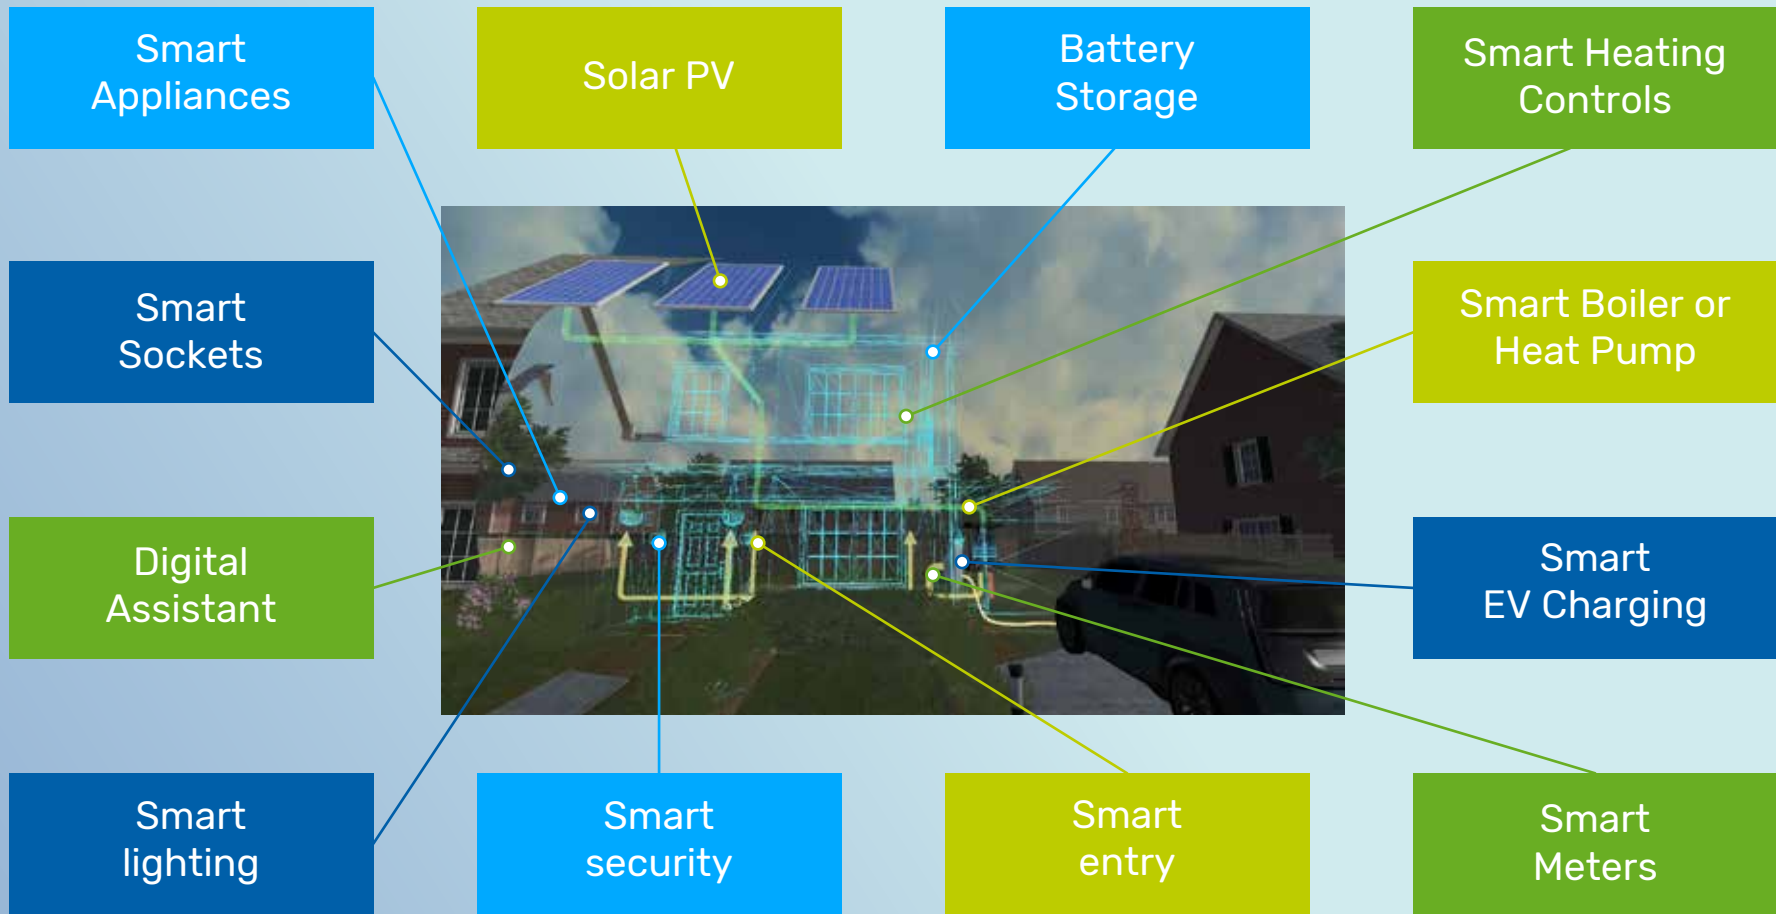 Smart
Appliances
Solar PV
Battery
Storage
Smart Heating
Controls
Smart
Sockets
Smart Boiler or
Heat Pump
Digital
Assistant
Smart
EV Charging
Smart
lighting
Smart
security
Smart
entry
Smart
Meters